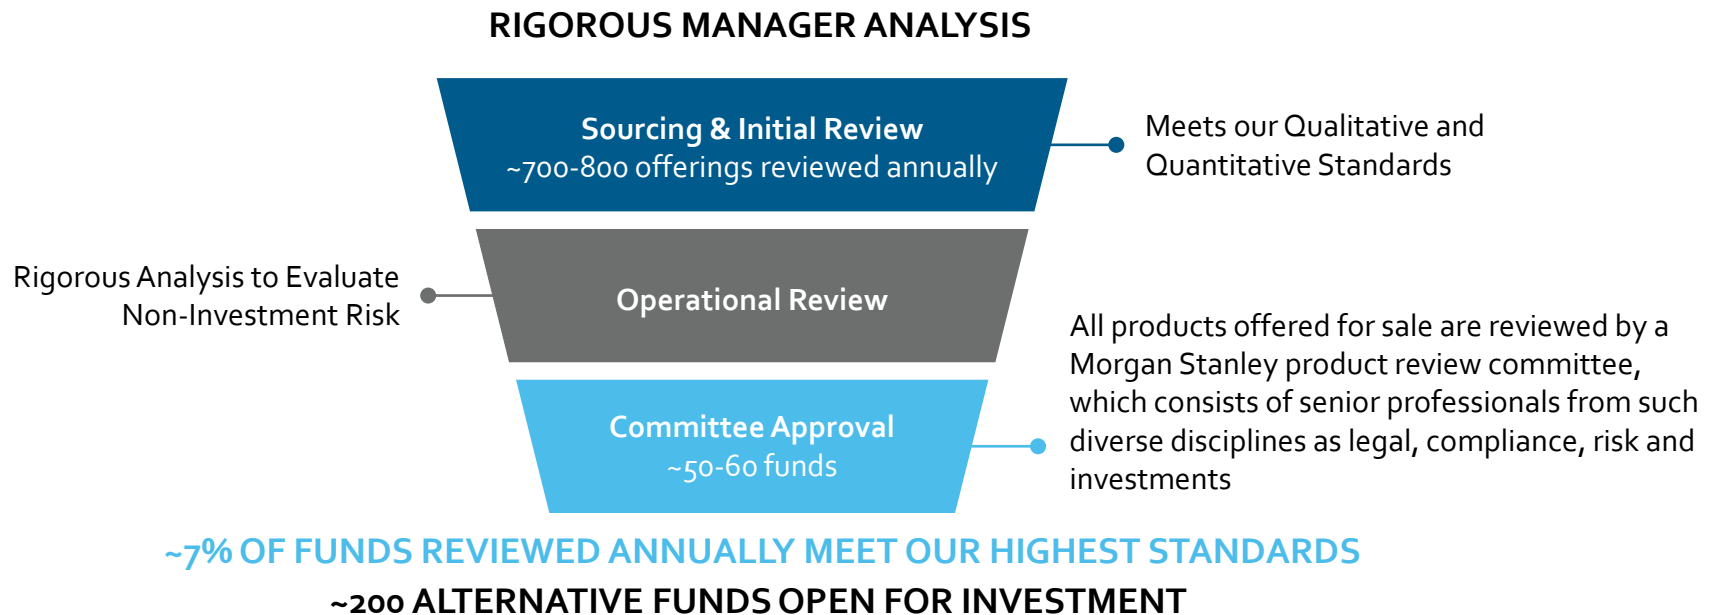 RIGOROUS MANAGER ANALYSIS
Sourcing & Initial Review
~700-800 offerings reviewed annually
Meets our Qualitative and
Quantitative Standards
Rigorous Analysis to Evaluate
Non-Investment Risk
Operational Review
Committee Approval
~50-60 funds
All products offered for sale are reviewed by a
Morgan Stanley product review committee,
which consists of senior professionals from such
diverse disciplines as legal, compliance, risk and
investments
~7% OF FUNDS REVIEWED ANNUALLY MEET OUR HIGHEST STANDARDS
~200 ALTERNATIVE FUNDS OPEN FOR INVESTMENT